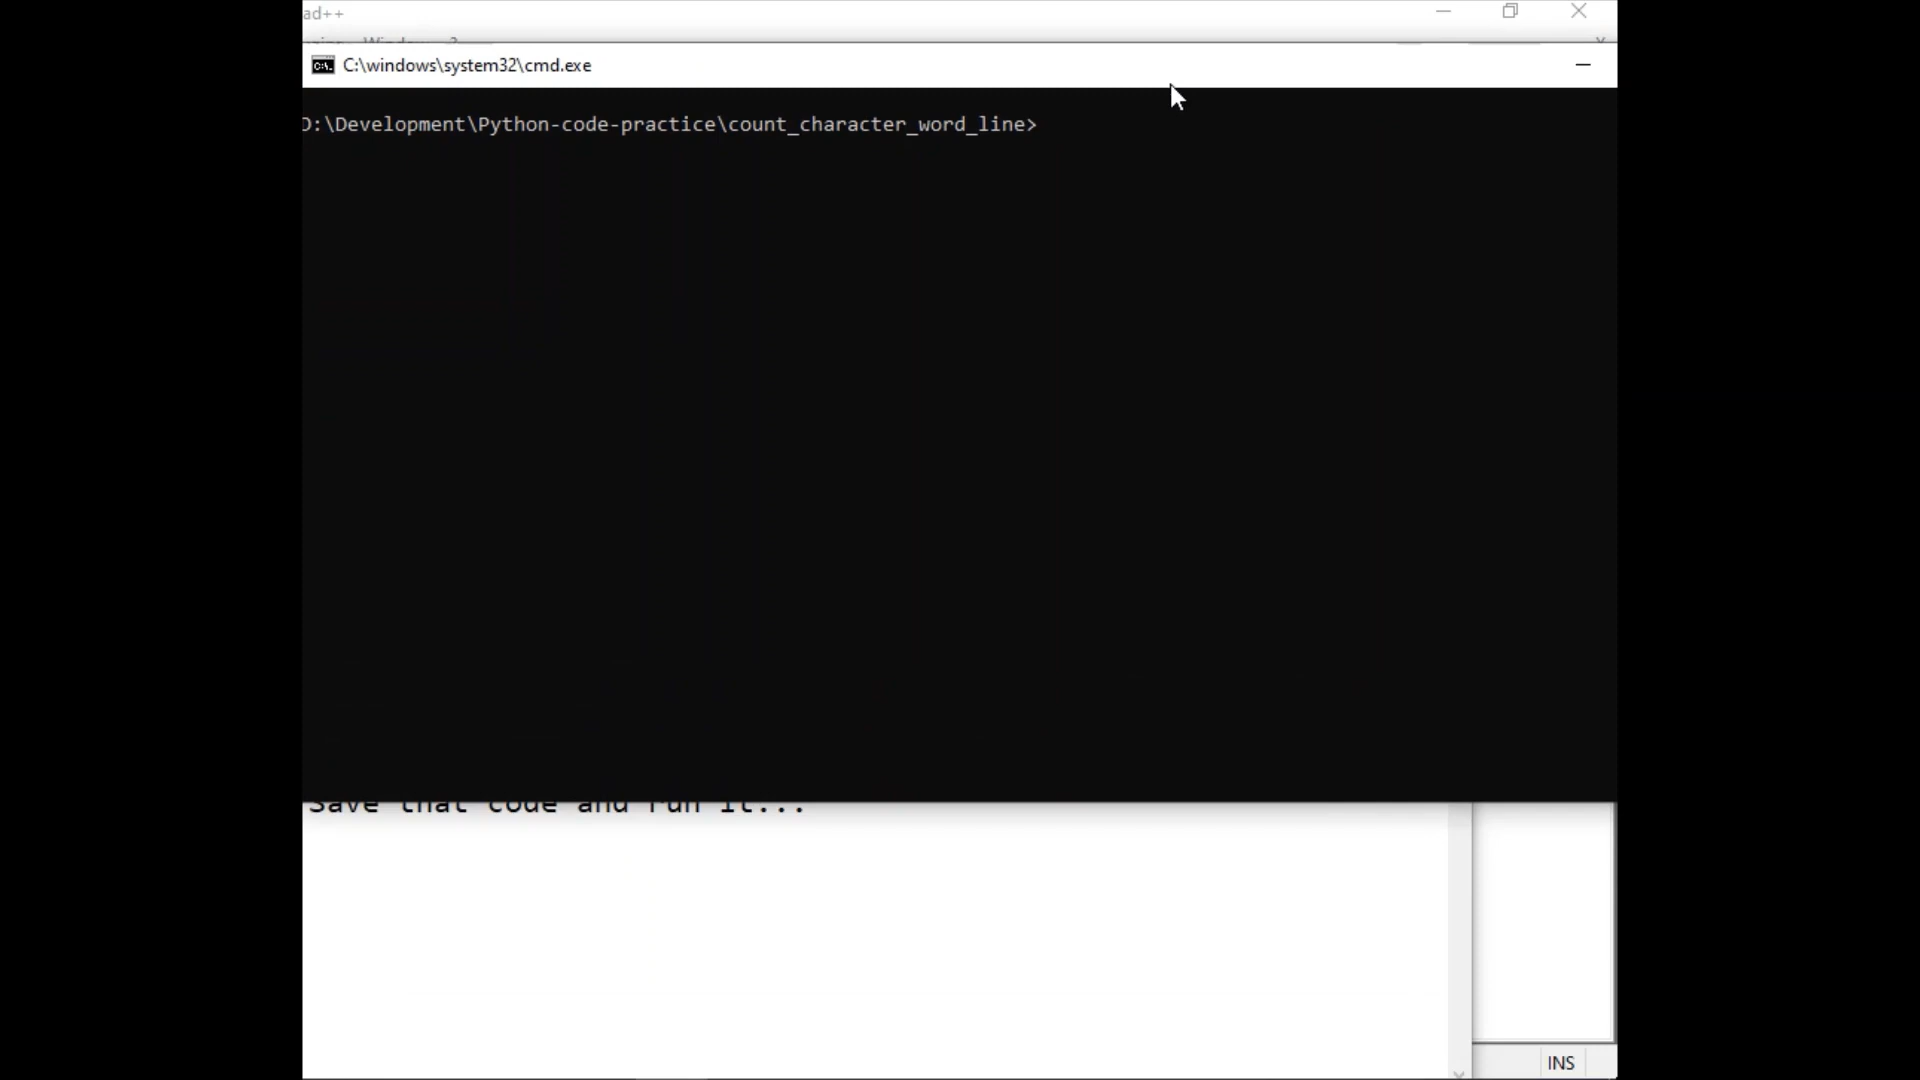 ad++
C:\windows\system32\cmd.exe
D:\Development\Python-code-practice\count_character_word_line>
Save that code and run it...
INS